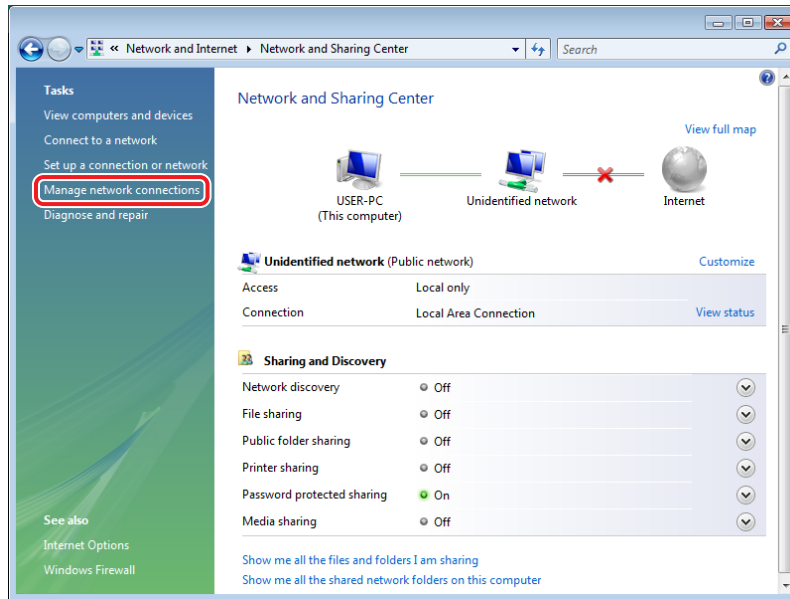 « Network and Internet ▸ Network and Sharing Center
Search
Tasks
View computers and devices
Connect to a network
Set up a connection or network
Manage network connections
Diagnose and repair
See also
Internet Options
Windows Firewall
Network and Sharing Center
View full map
USER-PC
(This computer)
Unidentified network
Internet
Unidentified network (Public network)
Customize
Access
Local only
Connection
Local Area Connection
View status
Sharing and Discovery
Network discovery
Off
File sharing
Off
Public folder sharing
Off
Printer sharing
Off
Password protected sharing
On
Media sharing
Off
Show me all the files and folders I am sharing
Show me all the shared network folders on this computer